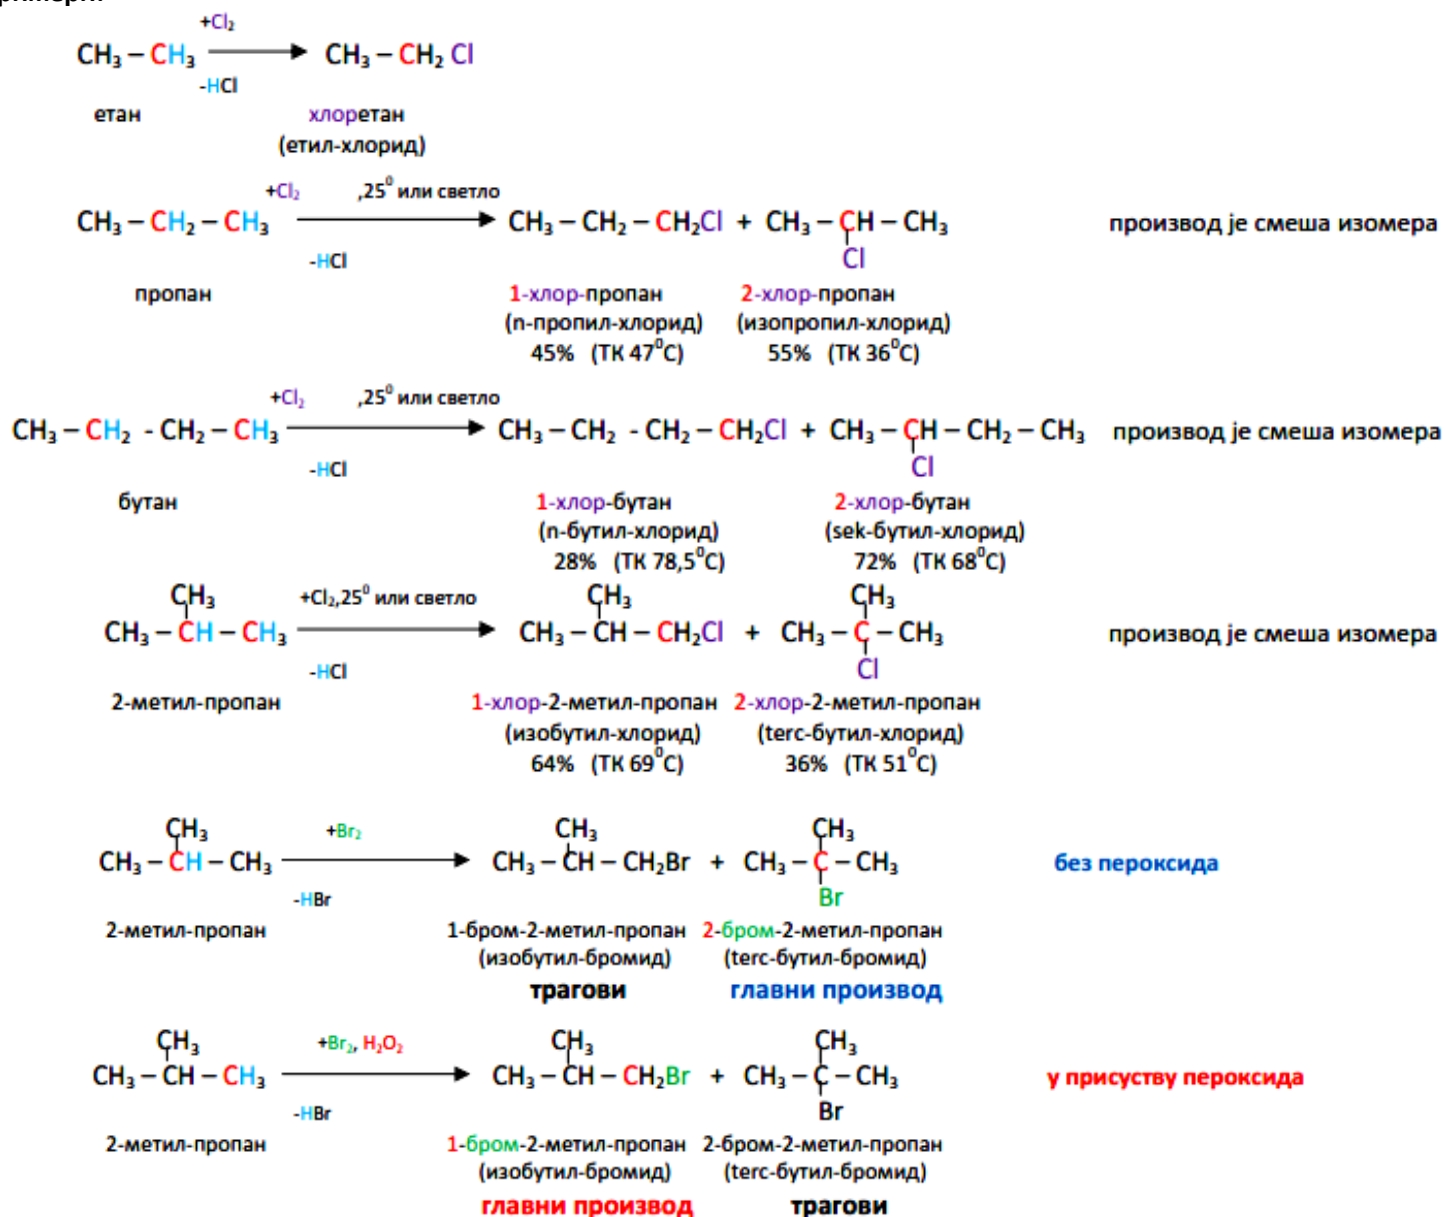 +Cl₂
CH₃ – CH₃ CH₃ – CH₂ Cl
-HCl
етан хлоретан
(етил-хлорид)
+Cl₂ ,25⁰ или светло
CH₃ – CH₂ – CH₃ CH₃ – CH₂ – CH₂Cl + CH₃ – CH – CH₃ производ је смеша изомера
-HCl Cl
пропан 1-хлор-пропан 2-хлор-пропан
(n-пропил-хлорид) (изопропил-хлорид)
45% (ТК 47⁰C) 55% (ТК 36⁰C)
+Cl₂ ,25⁰ или светло
CH₃ – CH₂ - CH₂ – CH₃ CH₃ – CH₂ - CH₂ – CH₂Cl + CH₃ – CH – CH₂ – CH₃ производ је смеша изомера
-HCl Cl
бутан 1-хлор-бутан 2-хлор-бутан
(n-бутил-хлорид) (sek-бутил-хлорид)
28% (ТК 78,5⁰C) 72% (ТК 68⁰C)
CH₃ +Cl₂,25⁰ или светло CH₃ CH₃
CH₃ – CH – CH₃ CH₃ – CH – CH₂Cl + CH₃ – C – CH₃ производ је смеша изомера
-HCl Cl
2-метил-пропан 1-хлор-2-метил-пропан 2-хлор-2-метил-пропан
(изобутил-хлорид) (terc-бутил-хлорид)
64% (ТК 69⁰C) 36% (ТК 51⁰C)
CH₃ +Br₂ CH₃ CH₃
CH₃ – CH – CH₃ CH₃ – CH – CH₂Br + CH₃ – C – CH₃ без пероксида
-HBr Br
2-метил-пропан 1-бром-2-метил-пропан 2-бром-2-метил-пропан
(изобутил-бромид) (terc-бутил-бромид)
трагови главни производ
CH₃ +Br₂, H₂O₂ CH₃ CH₃
CH₃ – CH – CH₃ CH₃ – CH – CH₂Br + CH₃ – C – CH₃ у присуству пероксида
-HBr Br
2-метил-пропан 1-бром-2-метил-пропан 2-бром-2-метил-пропан
(изобутил-бромид) (terc-бутил-бромид)
главни производ трагови